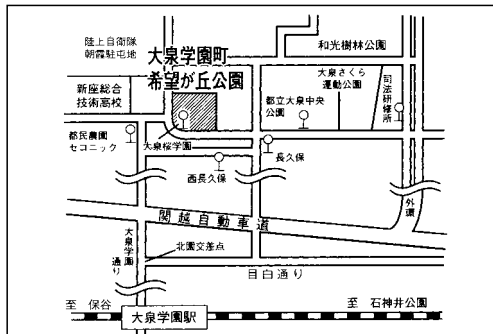 陸上自衛隊
朝霞駐屯地
大泉学園町
希望が丘公園
和光樹林公園
新座総合
技術高校
大泉さくら
運動公園
司法研修所
都立大泉中央
公園
都民農園
セコニック
大泉桜学園
長久保
西長久保
外環
関越自動車道
大泉学園
通り
北園交差点
目白通り
至 保谷
大泉学園駅
至 石神井公園